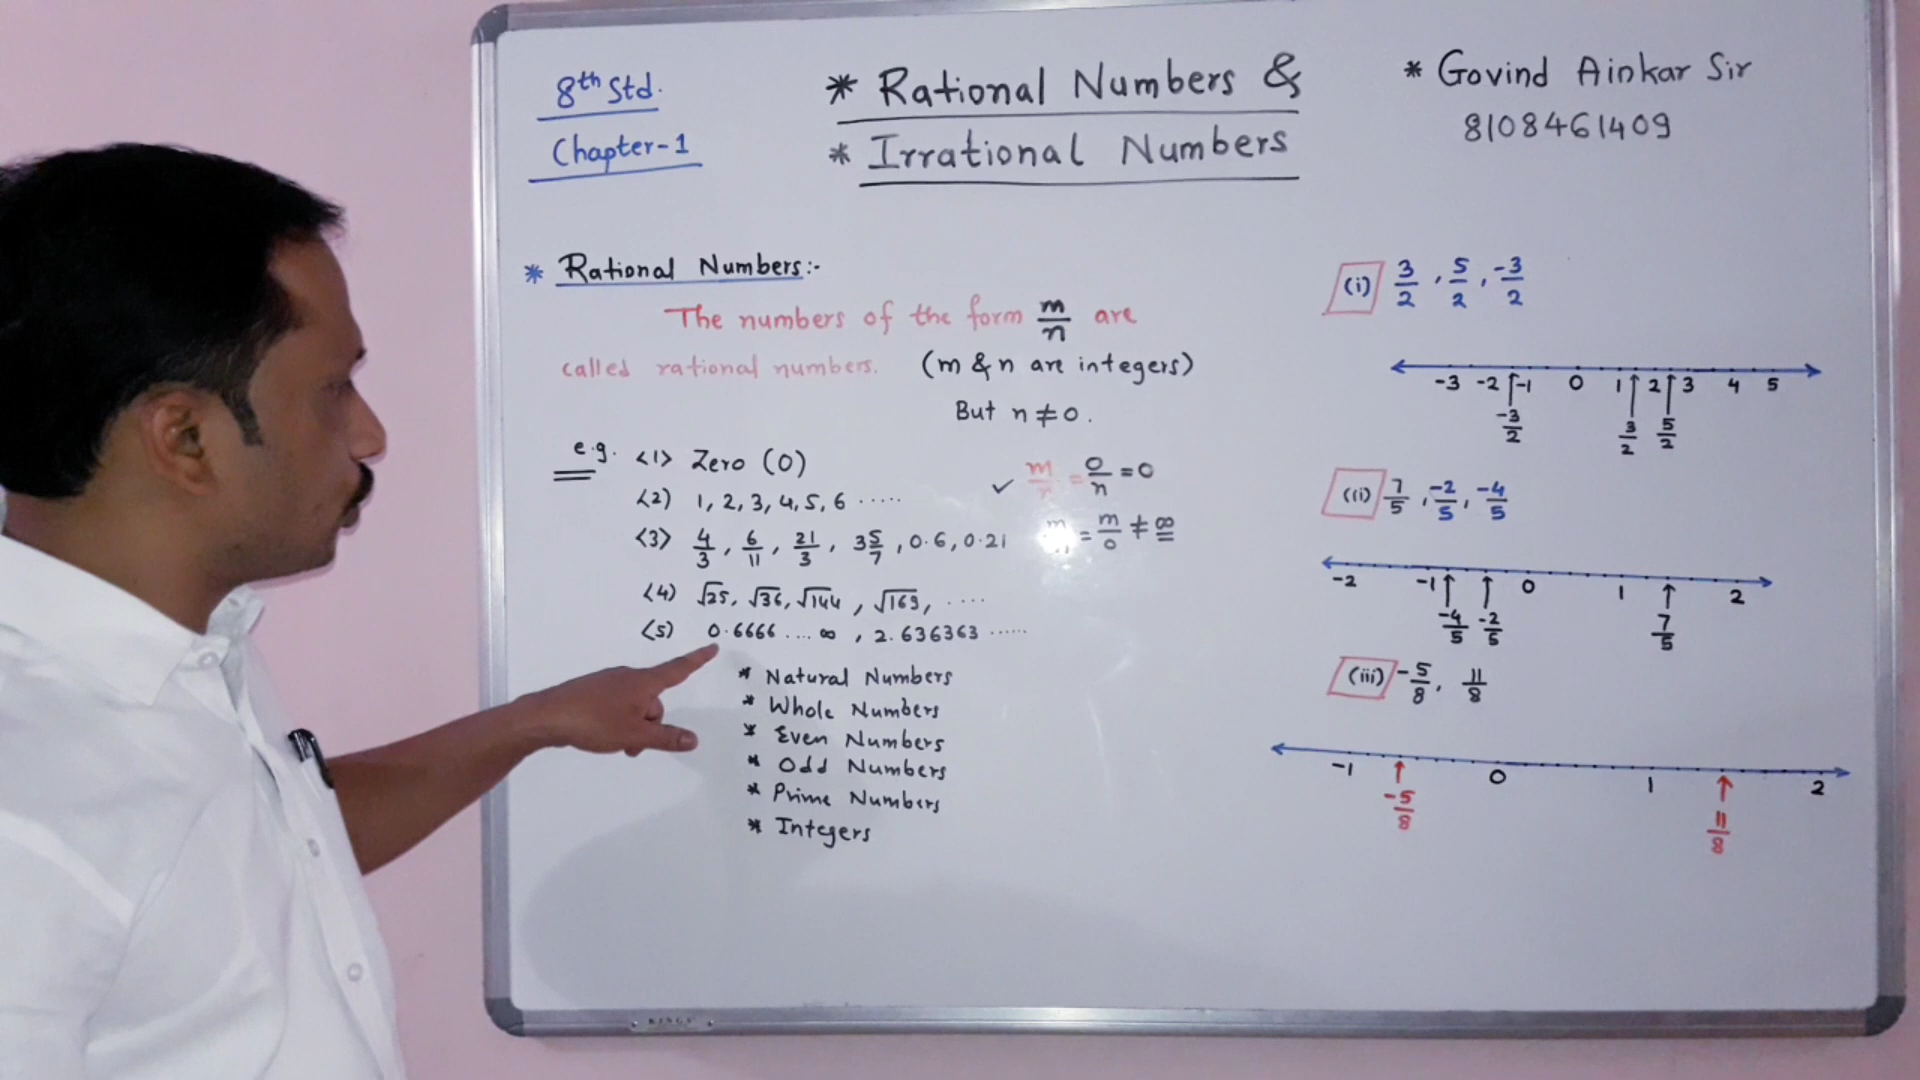 8th Std.
Chapter-1
* Rational Numbers &
* Irrational Numbers
* Govind Ainkar Sir
8108461409
* Rational Numbers:-
The numbers of the form m/n are
called rational numbers. (m & n are integers)
But n ≠ 0.
e.g. <1> Zero (0)
<2> 1, 2, 3, 4, 5, 6 .....
<3> 4/3, 6/11, 21/3, 3 5/7, 0.6, 0.21
<4> √25, √36, √144, √169, ....
<5> 0.6666 .... ∞, 2.636363 ......
✓ m/n = 0/n = 0
= m/0 ≠ ∞
* Natural Numbers
* Whole Numbers
* Even Numbers
* Odd Numbers
* Prime Numbers
* Integers
(i) 3/2, 5/2, -3/2
-3 -2 -1 0 1 2 3 4 5
-3/2 3/2 5/2
(ii) 7/5, -2/5, -4/5
-2 -1 0 1 2
-4/5 -2/5 7/5
(iii) -5/8, 11/8
-1 0 1 2
-5/8 11/8